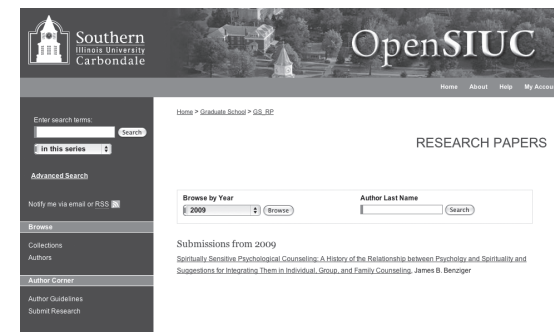 Southern
Illinois University
Carbondale
OpenSIUC
Home About Help My Accou
Home > Graduate School > GS_RP
Enter search terms:
Search
in this series
RESEARCH PAPERS
Advanced Search
Notify me via email or RSS
Browse by Year
Author Last Name
2009 Browse
Search
Browse
Collections
Authors
Submissions from 2009
Spiritually Sensitive Psychological Counseling: A History of the Relationship between Psycholgy and Spirituality and
Suggestions for Integrating Them in Individual, Group, and Family Counseling, James B. Benziger
Author Corner
Author Guidelines
Submit Research